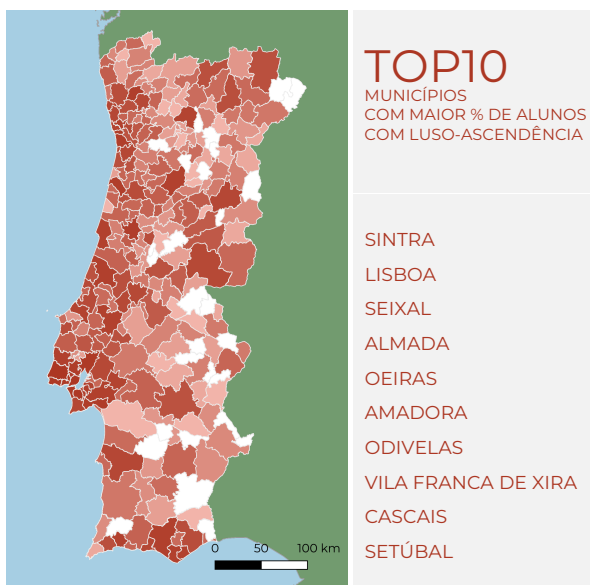 TOP10
MUNICÍPIOS
COM MAIOR % DE ALUNOS
COM LUSO-ASCENDÊNCIA
SINTRA
LISBOA
SEIXAL
ALMADA
OEIRAS
AMADORA
ODIVELAS
VILA FRANCA DE XIRA
CASCAIS
SETÚBAL
0 50 100 km